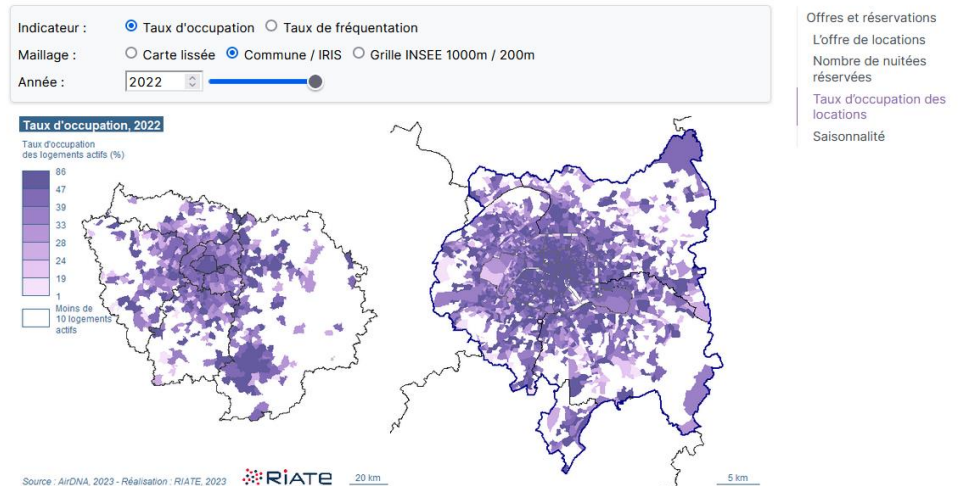 Indicateur : Taux d'occupation Taux de fréquentation
Maillage : Carte lissée Commune / IRIS Grille INSEE 1000m / 200m
Année : 2022
Taux d'occupation, 2022
Taux d'occupation
des logements actifs (%)
86
47
39
33
28
24
19
1
Moins de
10 logements
actifs
Source : AirDNA, 2023 - Réalisation : RIATE, 2023
RIATE
20 km
5 km
Offres et réservations
L'offre de locations
Nombre de nuitées
réservées
Taux d'occupation des
locations
Saisonnalité